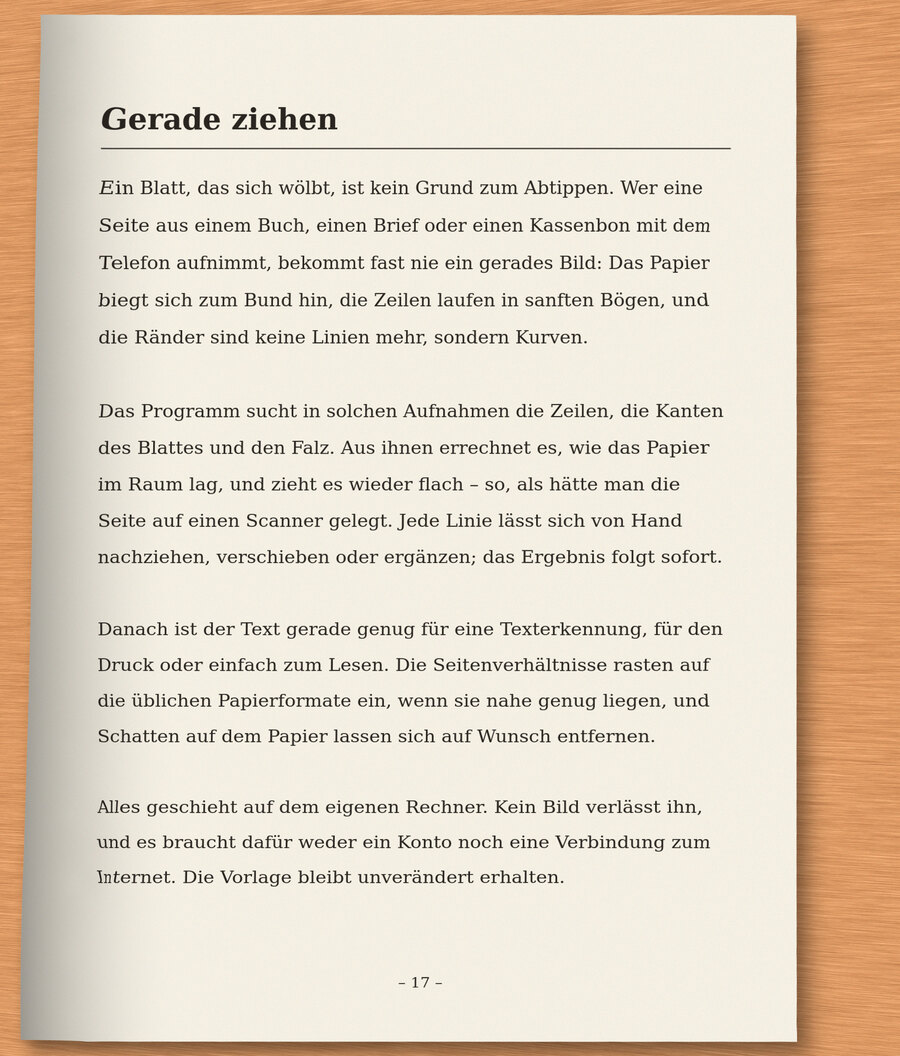 Gerade ziehen
Ein Blatt, das sich wölbt, ist kein Grund zum Abtippen. Wer eine
Seite aus einem Buch, einen Brief oder einen Kassenbon mit dem
Telefon aufnimmt, bekommt fast nie ein gerades Bild: Das Papier
biegt sich zum Bund hin, die Zeilen laufen in sanften Bögen, und
die Ränder sind keine Linien mehr, sondern Kurven.
Das Programm sucht in solchen Aufnahmen die Zeilen, die Kanten
des Blattes und den Falz. Aus ihnen errechnet es, wie das Papier
im Raum lag, und zieht es wieder flach – so, als hätte man die
Seite auf einen Scanner gelegt. Jede Linie lässt sich von Hand
nachziehen, verschieben oder ergänzen; das Ergebnis folgt sofort.
Danach ist der Text gerade genug für eine Texterkennung, für den
Druck oder einfach zum Lesen. Die Seitenverhältnisse rasten auf
die üblichen Papierformate ein, wenn sie nahe genug liegen, und
Schatten auf dem Papier lassen sich auf Wunsch entfernen.
Alles geschieht auf dem eigenen Rechner. Kein Bild verlässt ihn,
und es braucht dafür weder ein Konto noch eine Verbindung zum
Internet. Die Vorlage bleibt unverändert erhalten.
– 17 –